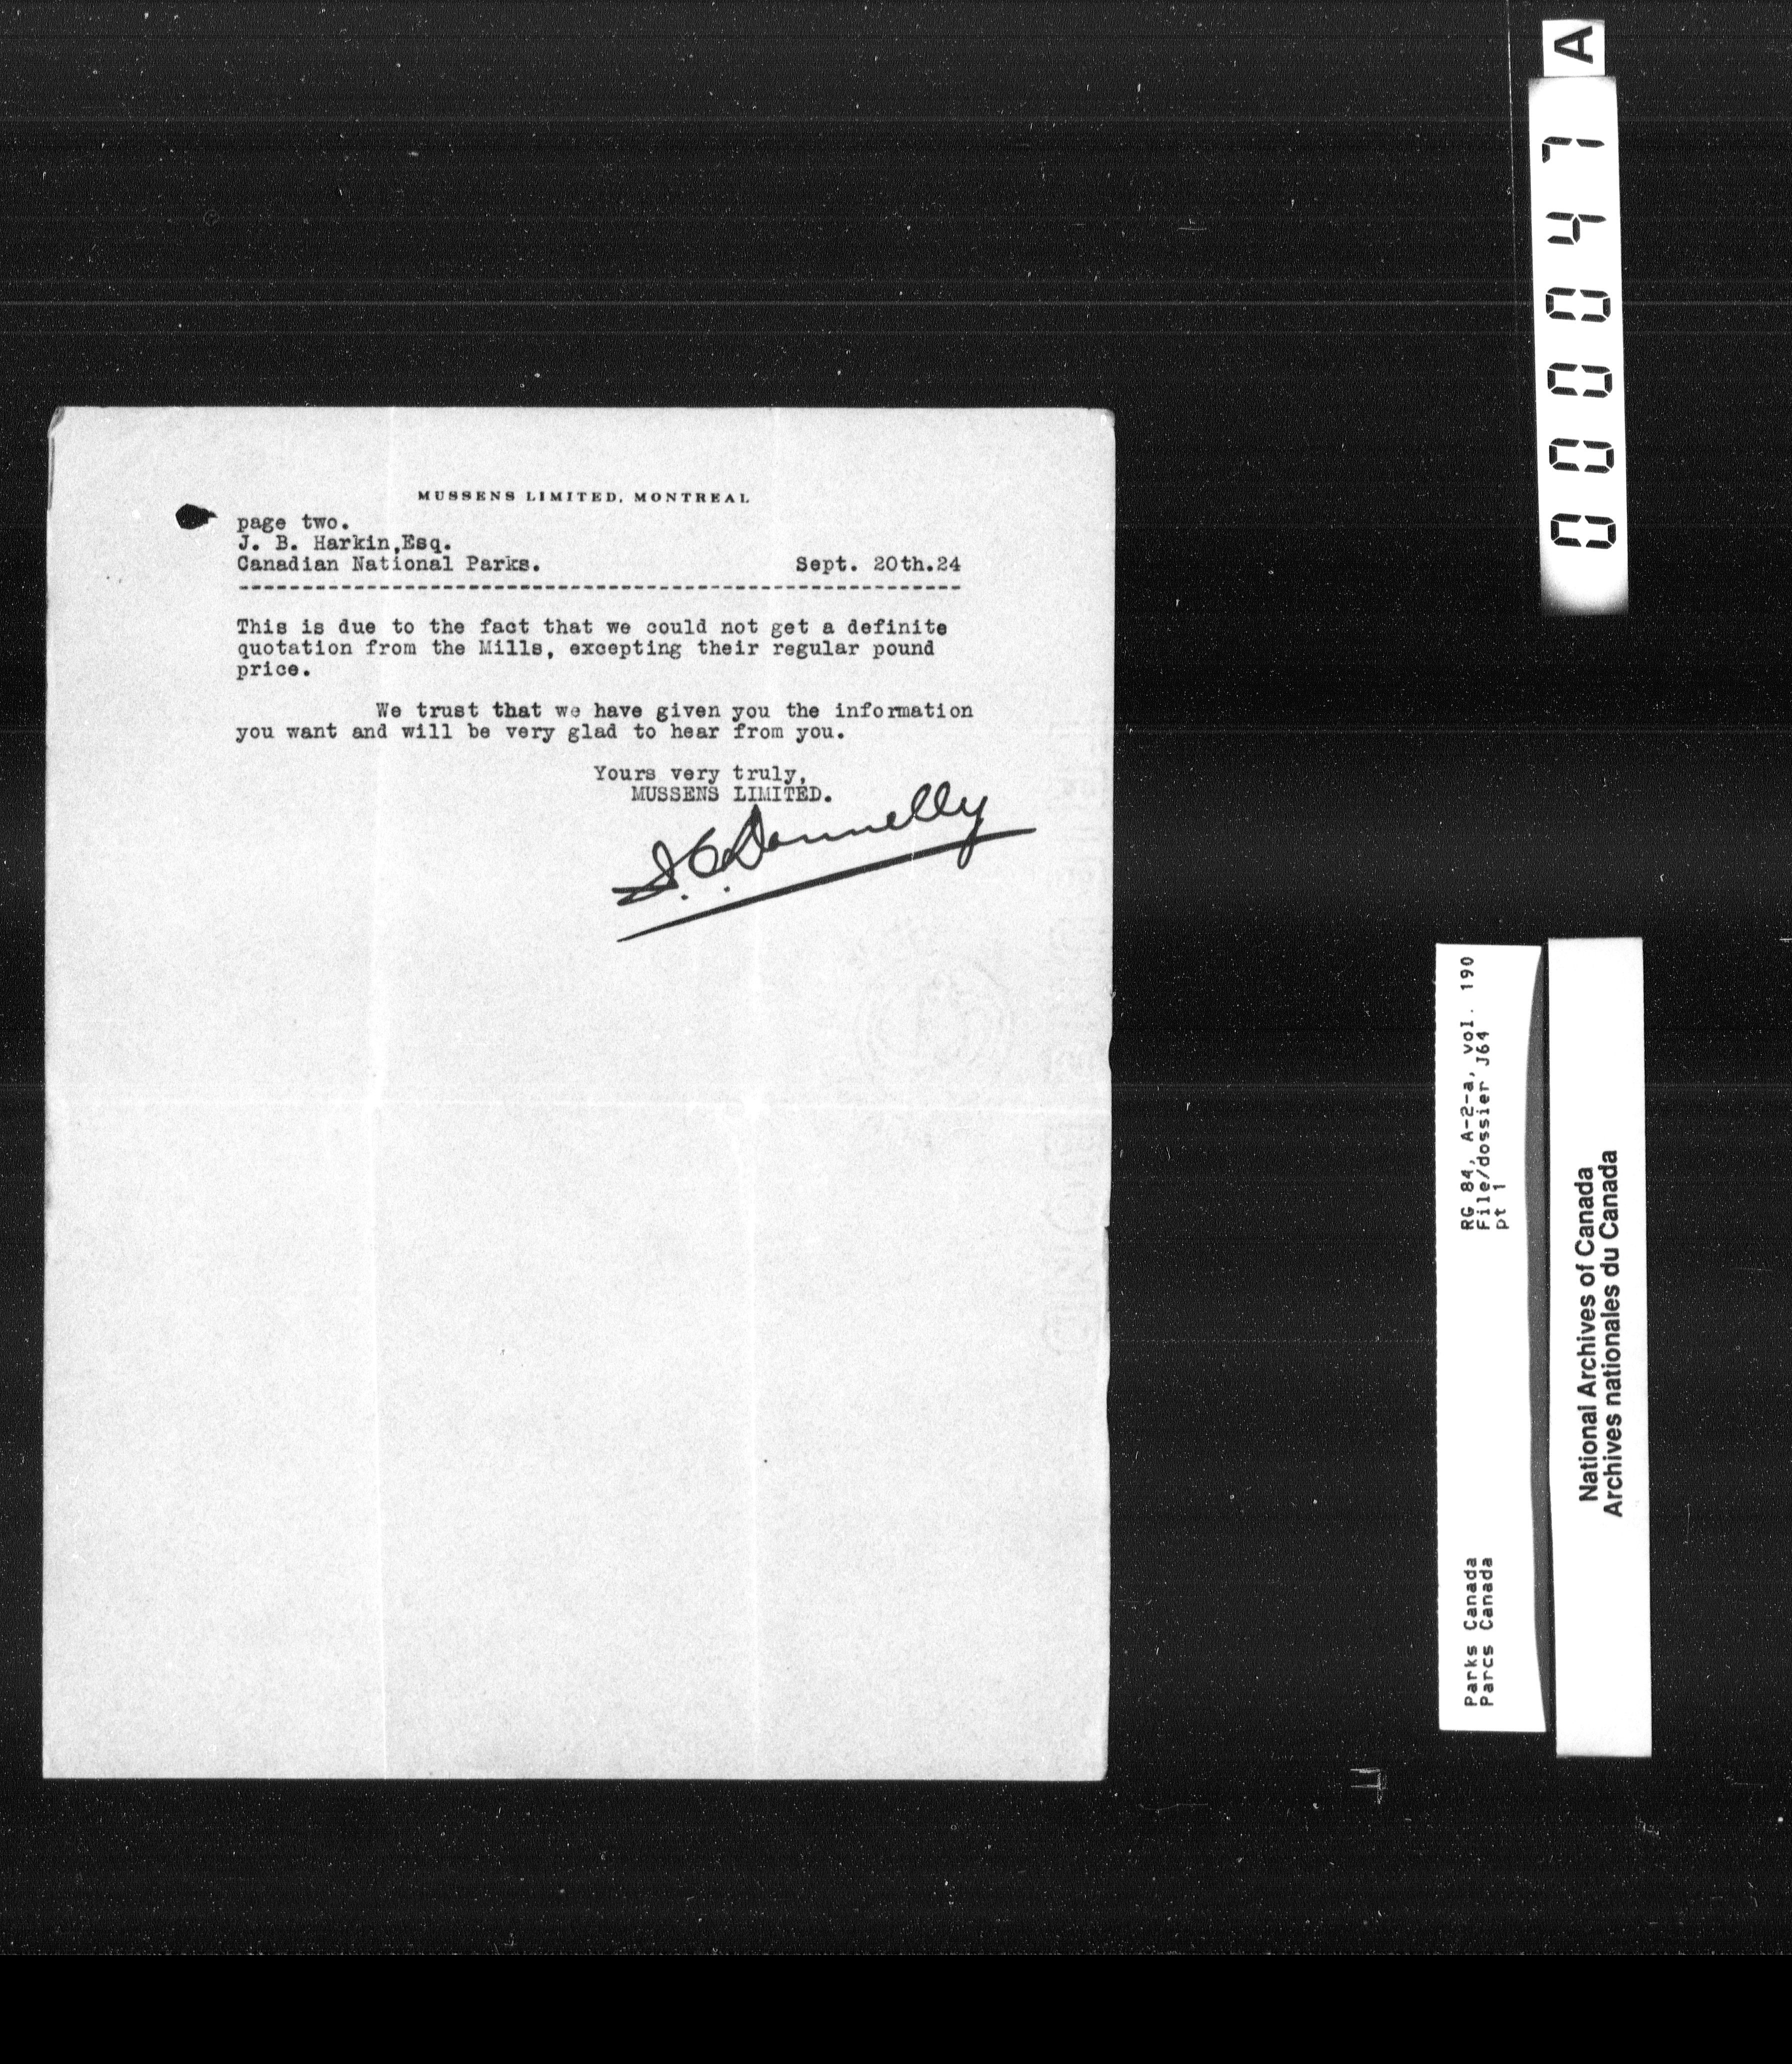 MUSSENS LIMITED, MONTREAL
page two.
J. B. Harkin,Esq.
Canadian National Parks. Sept. 20th.24
This is due to the fact that we could not get a definite
quotation from the Mills, excepting their regular pound
price.
We trust that we have given you the information
you want and will be very glad to hear from you.
Yours very truly,
MUSSENS LIMITED.
Donnelly
000047 A
RG 84, A-2-a, vol. 190
File/dossier J64
pt 1
Parks Canada
Parcs Canada
National Archives of Canada
Archives nationales du Canada